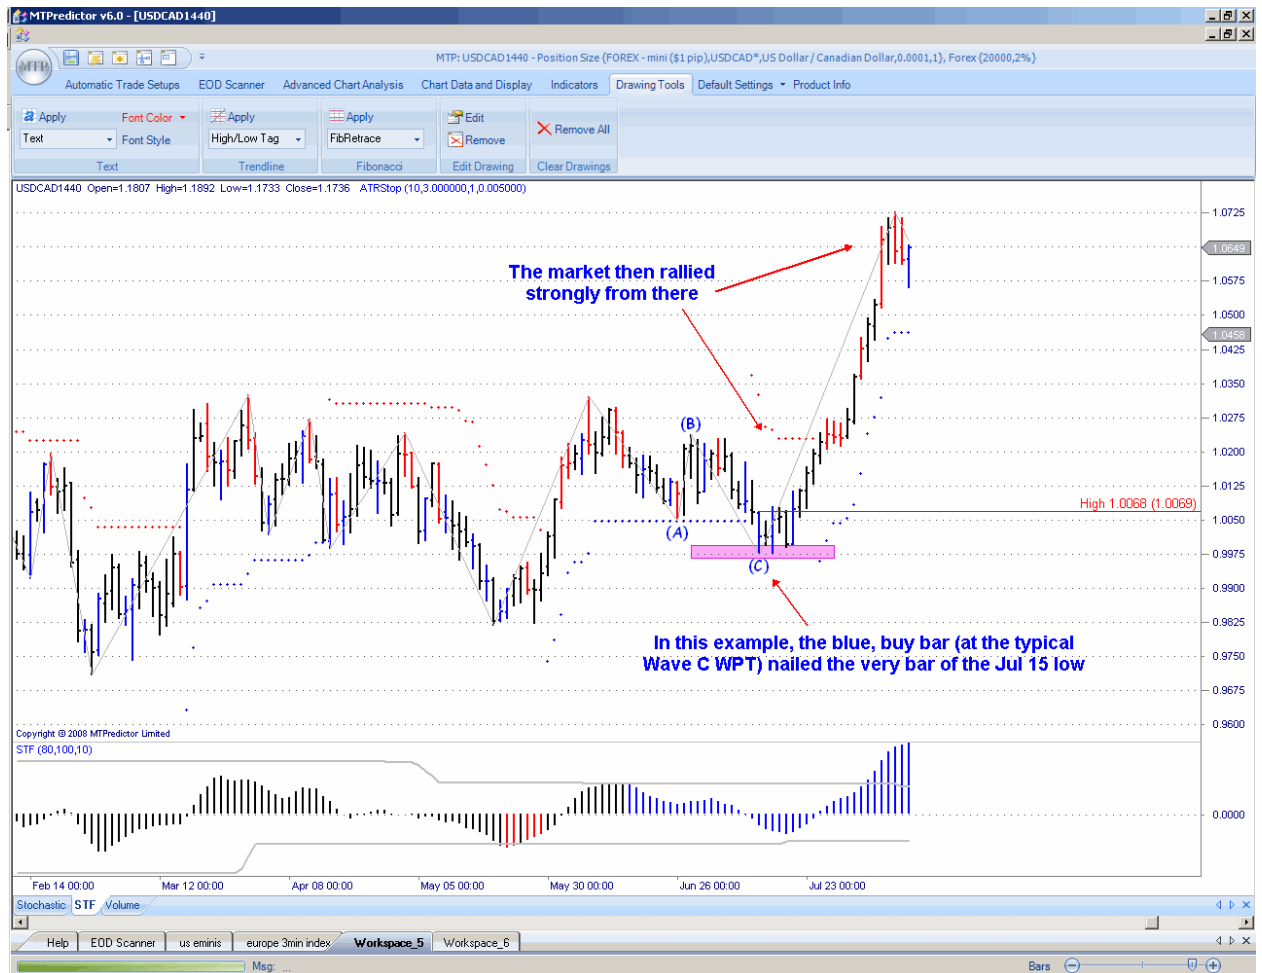 MTPredictor v6.0 - [USDCAD1440]
MTP
MTP: USDCAD1440 - Position Size {FOREX - mini ($1 pip),USDCAD*,US Dollar / Canadian Dollar,0.0001,1}, Forex {20000,2%}
Automatic Trade Setups EOD Scanner Advanced Chart Analysis Chart Data and Display Indicators Drawing Tools Default Settings Product Info
a Apply Font Color Apply Apply Edit
Remove All
Text Font Style High/Low Tag FibRetrace Remove
Text Trendline Fibonacci Edit Drawing Clear Drawings
USDCAD1440 Open=1.1807 High=1.1892 Low=1.1733 Close=1.1736 ATRStop (10,3.000000,1,0.005000)
1.0725
1.0649
The market then rallied
strongly from there
1.0575
1.0500
1.0458
1.0425
1.0350
1.0275
(B)
1.0200
1.0125
High 1.0068 (1.0069)
1.0050
(A)
0.9975
(C)
0.9900
0.9825
In this example, the blue, buy bar (at the typical
Wave C WPT) nailed the very bar of the Jul 15 low
0.9750
0.9675
0.9600
Copyright @ 2008 MTPredictor Limited
STF (80,100,10)
0.0000
Feb 14 00:00 Mar 12 00:00 Apr 08 00:00 May 05 00:00 May 30 00:00 Jun 26 00:00 Jul 23 00:00
Stochastic STF Volume
Help EOD Scanner us eminis europe 3min index Workspace_5 Workspace_6
Msg: ... Bars